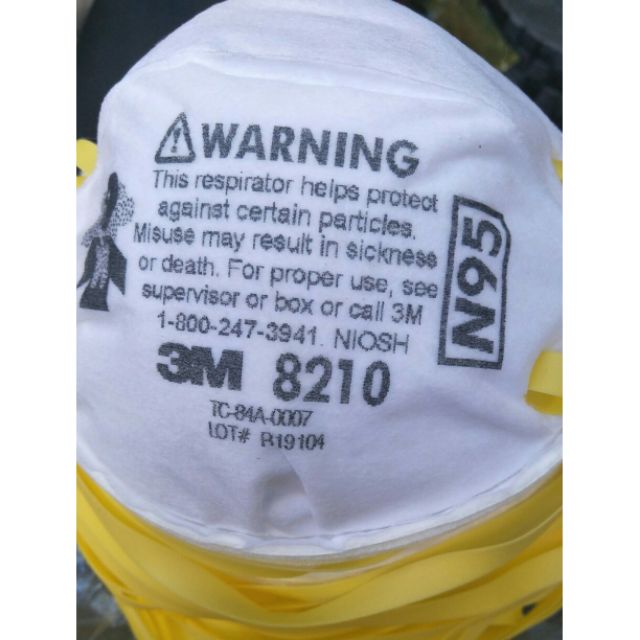 WARNING
This respirator helps protect
against certain particles.
Misuse may result in sickness
or death. For proper use, see
supervisor or box or call 3M
1-800-247-3941. NIOSH
3M 8210
TC-84A-0007
LOT# B19104
N95